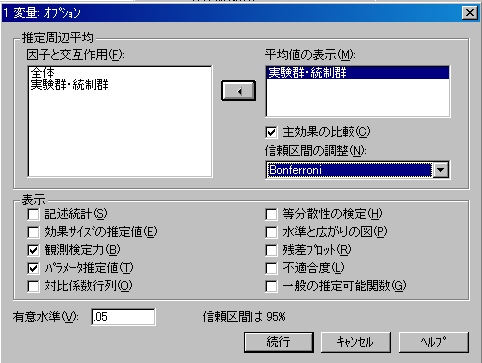 1 変量: オプション
推定周辺平均
因子と交互作用(F):
全体
実験群・統制群
平均値の表示(M):
実験群・統制群
主効果の比較(C)
信頼区間の調整(N):
Bonferroni
表示
記述統計(S)
効果サイズの推定値(E)
観測検定力(B)
パラメータ推定値(T)
対比係数行列(O)
等分散性の検定(H)
水準と広がりの図(P)
残差プロット(R)
不適合度(L)
一般の推定可能関数(G)
有意水準(V): .05 信頼区間は 95%
続行 キャンセル ヘルプ